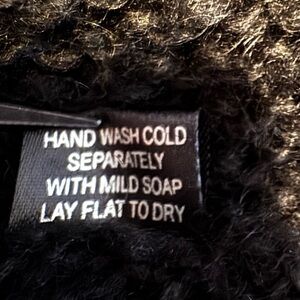 HAND WASH COLD
SEPARATELY
WITH MILD SOAP
LAY FLAT TO DRY